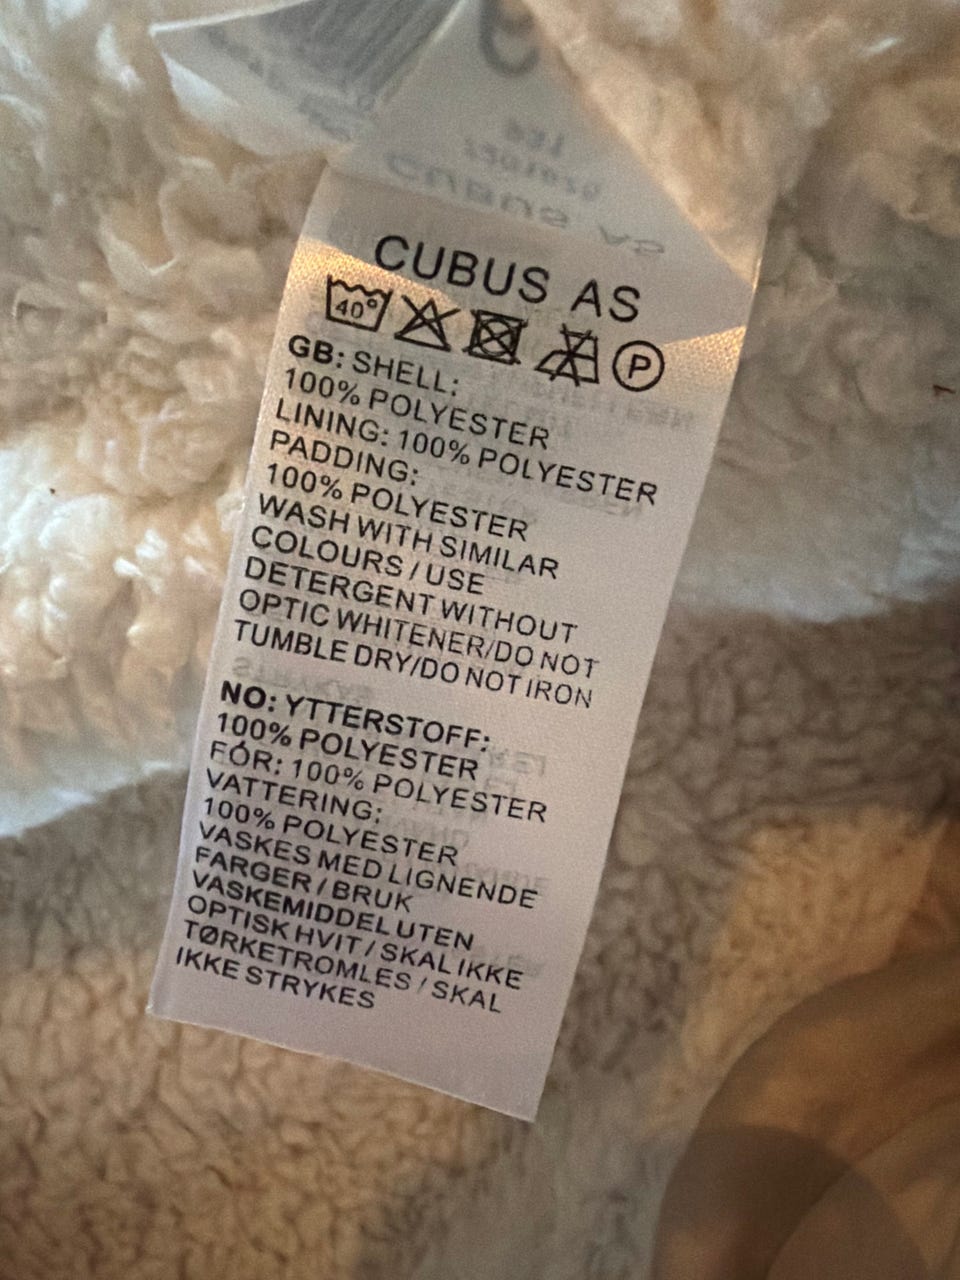 CUBUS AS
40°
P
GB: SHELL:
100% POLYESTER
LINING: 100% POLYESTER
PADDING:
100% POLYESTER
WASH WITH SIMILAR
COLOURS / USE
DETERGENT WITHOUT
OPTIC WHITENER/DO NOT
TUMBLE DRY/DO NOT IRON
NO: YTTERSTOFF:
100% POLYESTER
FÓR: 100% POLYESTER
VATTERING:
100% POLYESTER
VASKES MED LIGNENDE
FARGER / BRUK
VASKEMIDDEL UTEN
OPTISK HVIT / SKAL IKKE
TØRKETROMLES / SKAL
IKKE STRYKES